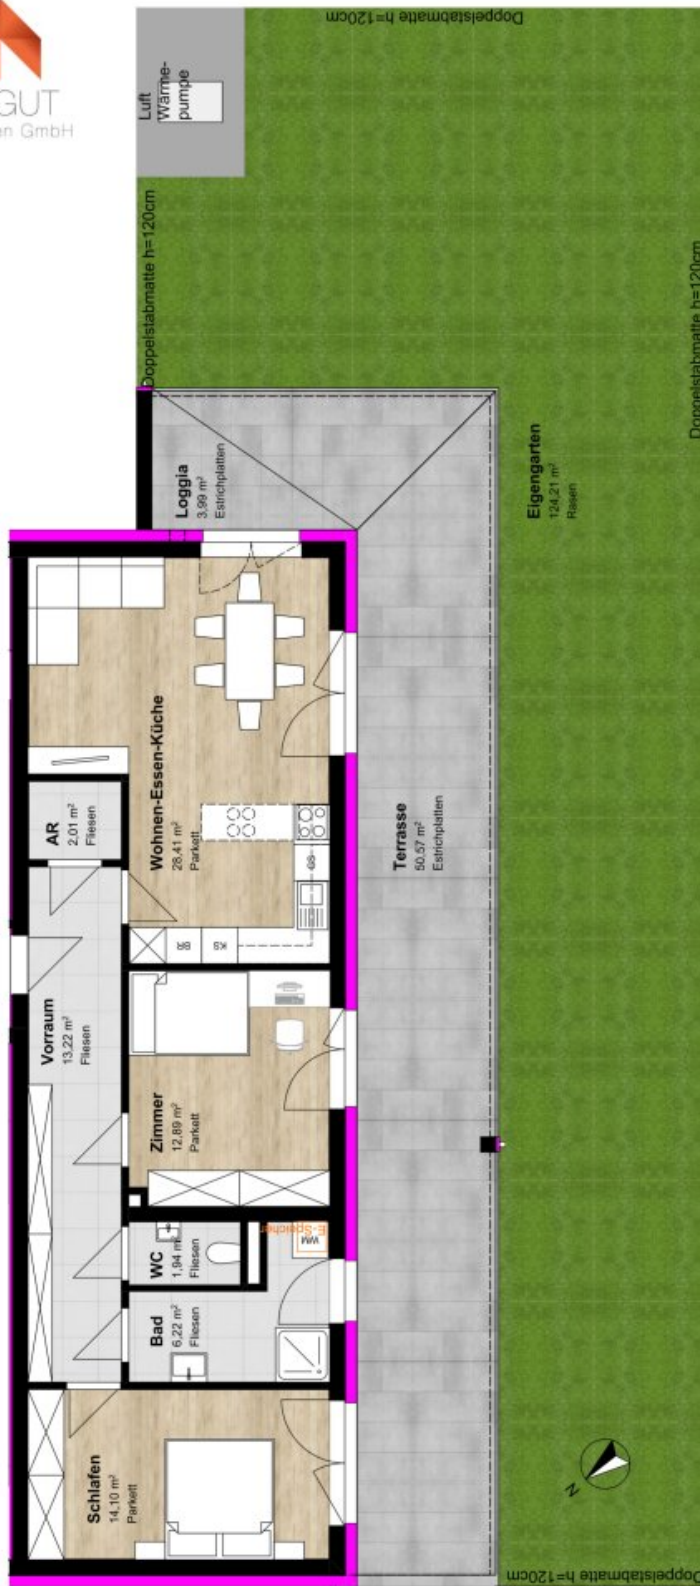 GUT
en GmbH
Doppelstabmatte h=120cm
Luft
Wärme-
pumpe
Doppelstabmatte h=120cm
Doppelstabmatte h=120cm
Loggia
3,99 m²
Estrichplatten
Eigengarten
124,21 m²
Rasen
Wohnen-Essen-Küche
28,41 m²
Parkett
AR
2,01 m²
Fliesen
Terrasse
50,57 m²
Estrichplatten
GS
KS
Vorraum
13,22 m²
Fliesen
Zimmer
12,89 m²
Parkett
WC
1,94 m²
Fliesen
E-Speicher
WM
Bad
6,22 m²
Fliesen
Schlafen
14,10 m²
Parkett
N
Doppelstabmatte h=120cm